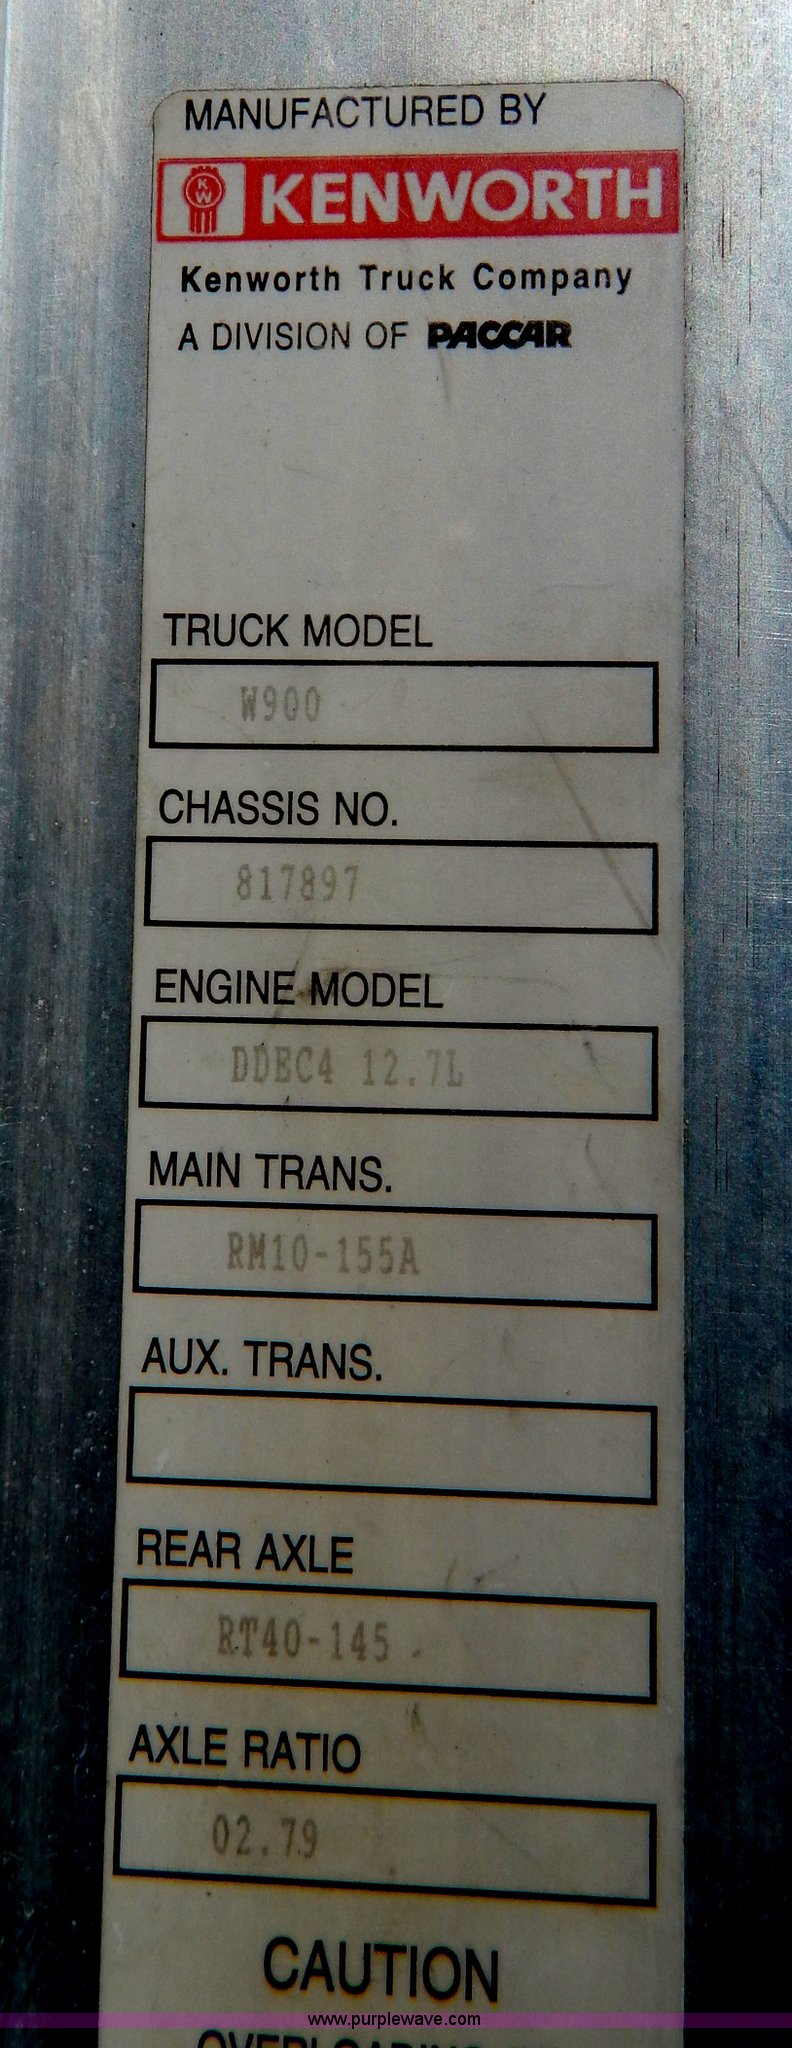 MANUFACTURED BY
KW KENWORTH
Kenworth Truck Company
A DIVISION OF PACCAR
TRUCK MODEL
W900
CHASSIS NO.
817897
ENGINE MODEL
DDEC4 12.7L
MAIN TRANS.
RM10-155A
AUX. TRANS.
REAR AXLE
RT40-145
AXLE RATIO
02.79
CAUTION
www.purplewave.com
OVERLOADING